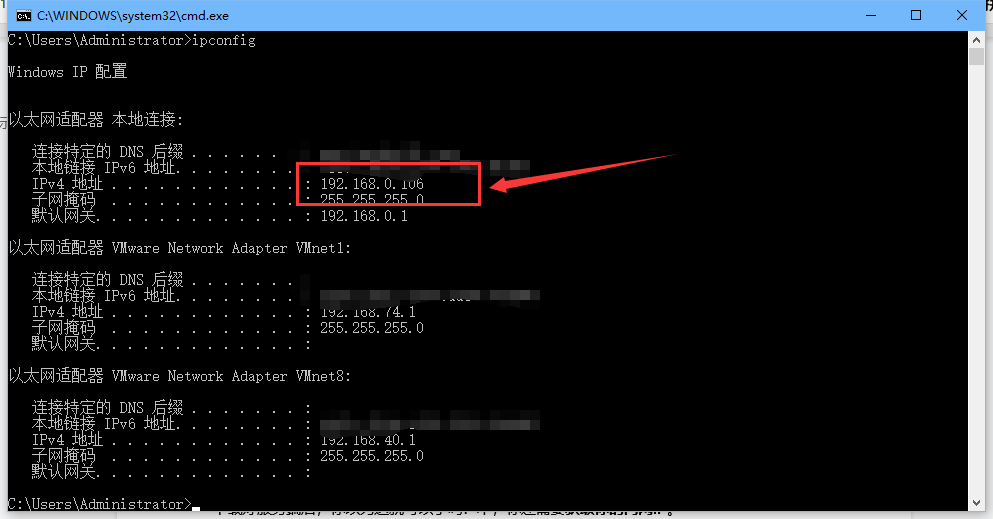 C:\WINDOWS\system32\cmd.exe
C:\Users\Administrator>ipconfig
Windows IP 配置
以太网适配器 本地连接:
连接特定的 DNS 后缀 . . . . . . .
本地链接 IPv6 地址. . . . . . . .
IPv4 地址 . . . . . . . . . . . . : 192.168.0.106
子网掩码 . . . . . . . . . . . . : 255.255.255.0
默认网关. . . . . . . . . . . . . : 192.168.0.1
以太网适配器 VMware Network Adapter VMnet1:
连接特定的 DNS 后缀 . . . . . . .
本地链接 IPv6 地址. . . . . . . . :
IPv4 地址 . . . . . . . . . . . . : 192.168.74.1
子网掩码 . . . . . . . . . . . . : 255.255.255.0
默认网关. . . . . . . . . . . . . :
以太网适配器 VMware Network Adapter VMnet8:
连接特定的 DNS 后缀 . . . . . . . :
本地链接 IPv6 地址. . . . . . . . :
IPv4 地址 . . . . . . . . . . . . : 192.168.40.1
子网掩码 . . . . . . . . . . . . : 255.255.255.0
默认网关. . . . . . . . . . . . . :
C:\Users\Administrator>